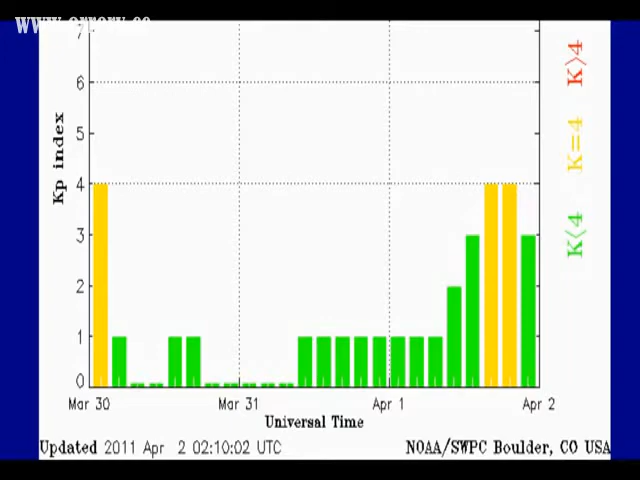 7
6
5
4
3
2
1
0
Kp index
Mar 30
Mar 31
Apr 1
Apr 2
Universal Time
K>4
K=4
K<4
Updated 2011 Apr 2 02:10:02 UTC
NOAA/SWPC Boulder, CO USA